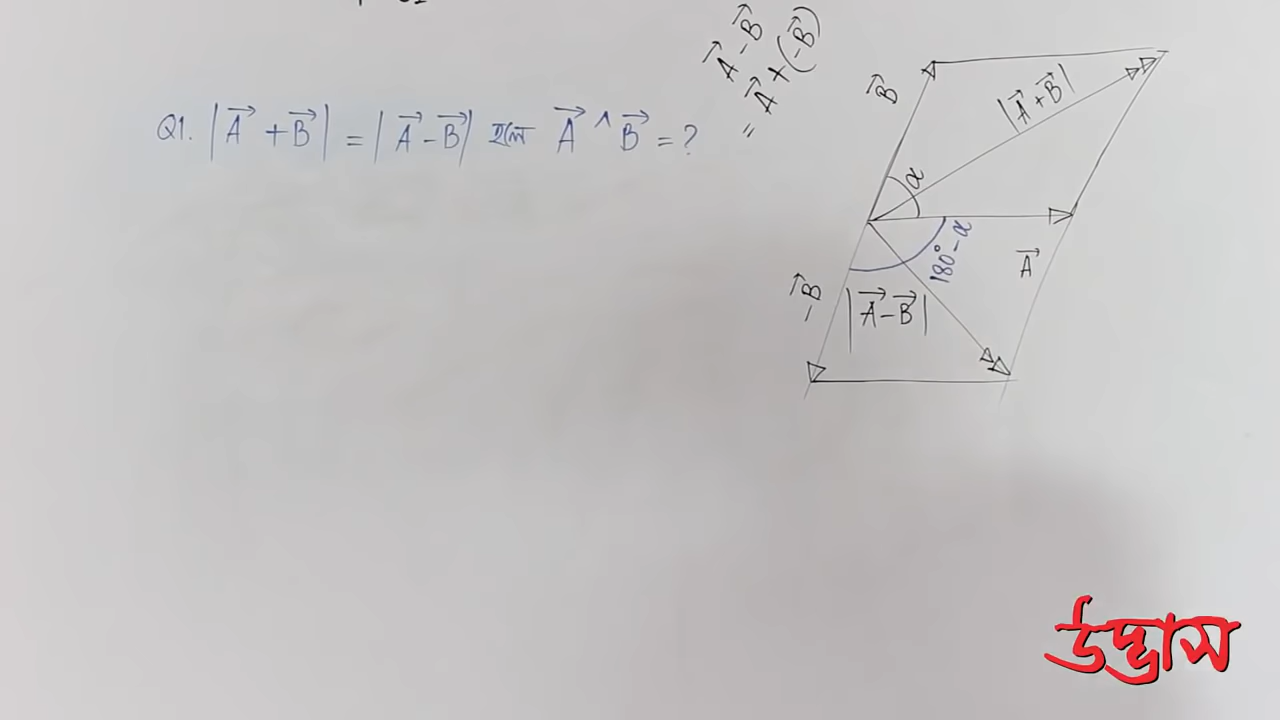 Q1. |A⃗ + B⃗| = |A⃗ - B⃗| হলে A⃗ ^ B⃗ = ?
A⃗ - B⃗
= A⃗ + (-B⃗)
B⃗
|A⃗ + B⃗|
α
180° - α
A⃗
-B⃗
|A⃗ - B⃗|
উদ্ভাস